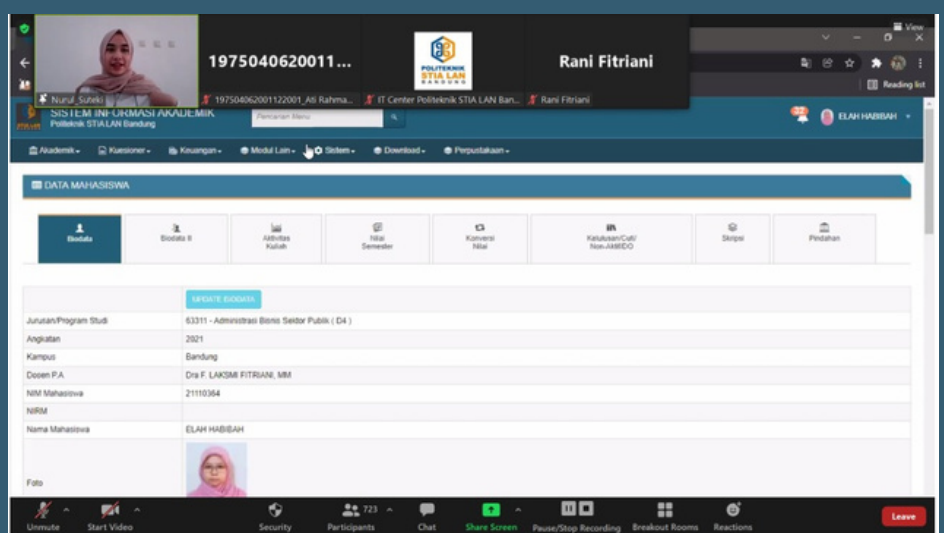 View
1975040620011...
POLITEKNIK
STIA LAN
BANDUNG
Rani Fitriani
Nurul_Suteki
197504062001122001_Ati Rahma...
IT Center Politeknik STIA LAN Ban...
Rani Fitriani
Reading list
SISTEM INFORMASI AKADEMIK
Politeknik STIA LAN Bandung
Pencarian Menu
ELAH HABIBAH
Akademik
Kuesioner
Keuangan
Modul Lain
Sistem
Download
Perpustakaan
DATA MAHASISWA
Biodata
Biodata II
Aktivitas
Kuliah
Nilai
Semester
Konversi
Nilai
Kelulusan/Cuti/
Non-Aktif/DO
Skripsi
Pindahan
UPDATE BIODATA
Jurusan/Program Studi 63311 - Administrasi Bisnis Sektor Publik ( D4 )
Angkatan 2021
Kampus Bandung
Dosen P.A Dra F. LAKSMI FITRIANI, MM
NIM Mahasiswa 21110364
NIRM
Nama Mahasiswa ELAH HABIBAH
Foto
Unmute
Start Video
Security
723
Participants
Chat
Share Screen
Pause/Stop Recording
Breakout Rooms
Reactions
Leave